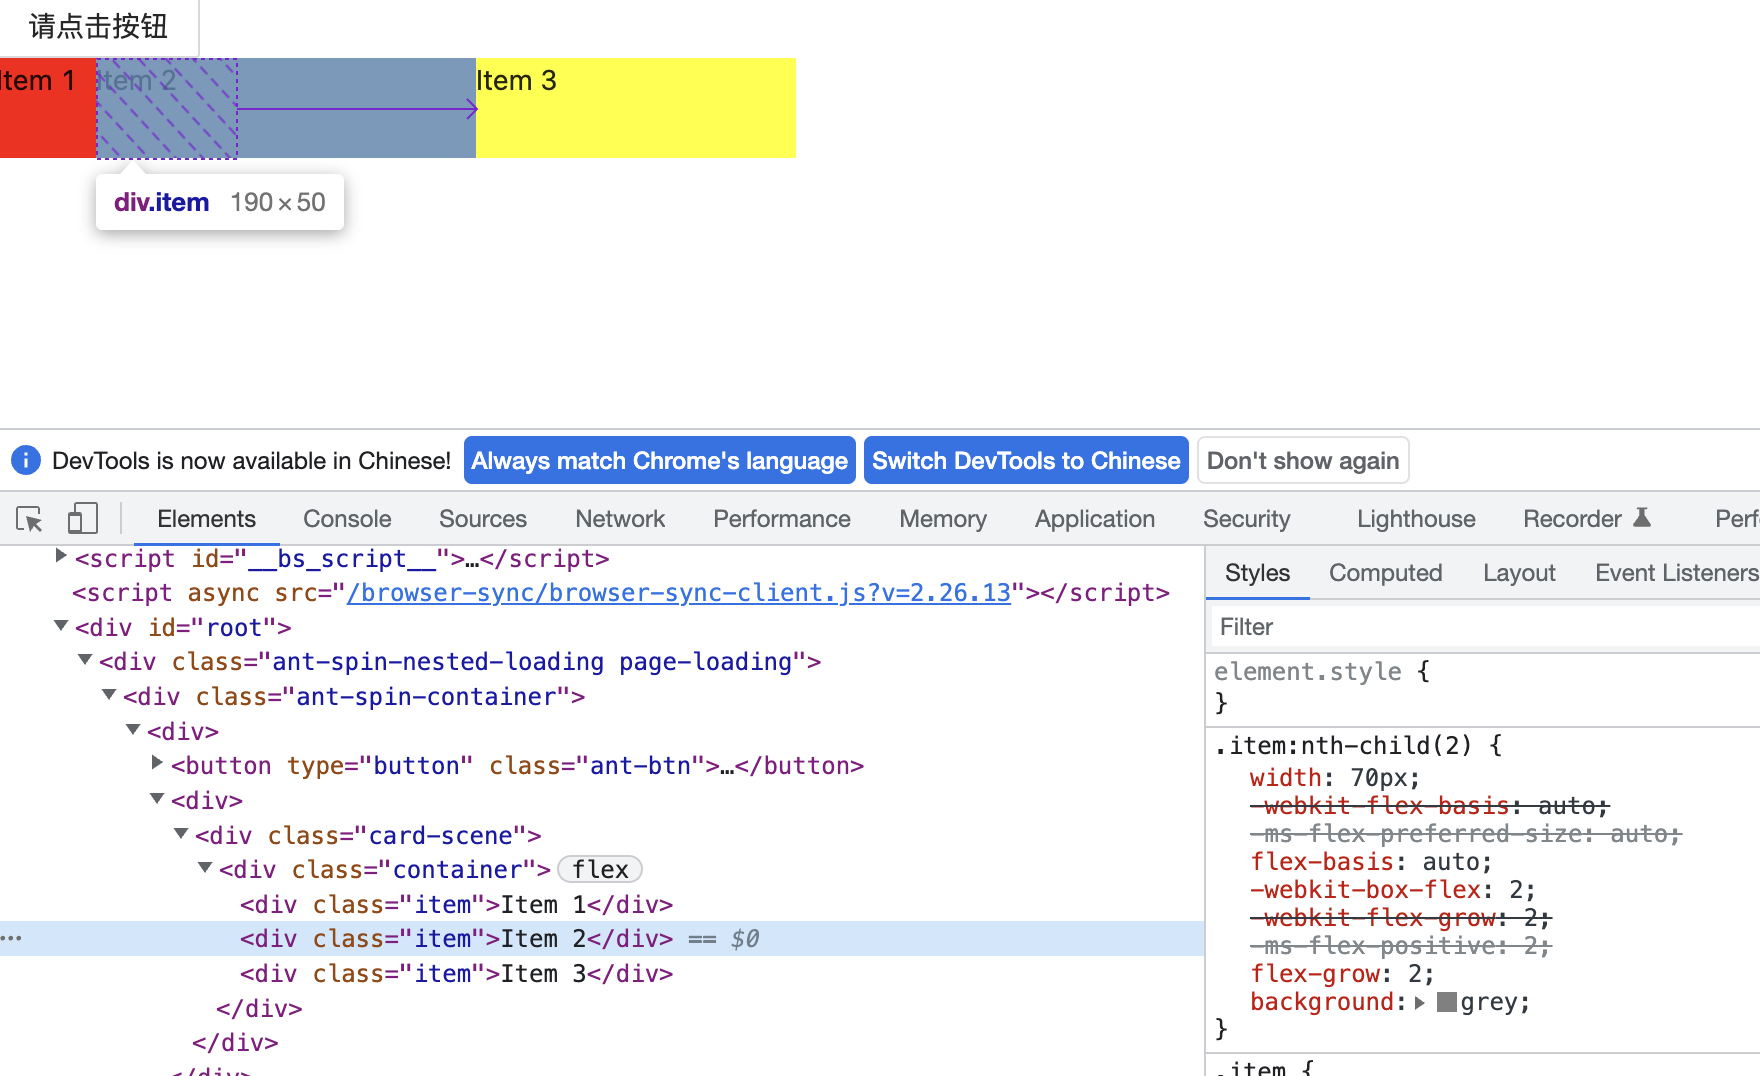 请点击按钮
Item 1 Item 2 Item 3
div.item 190 × 50
DevTools is now available in Chinese! Always match Chrome's language Switch DevTools to Chinese Don't show again
Elements Console Sources Network Performance Memory Application Security Lighthouse Recorder Perf
<script id="__bs_script__">…</script>
<script async src="/browser-sync/browser-sync-client.js?v=2.26.13"></script>
<div id="root">
<div class="ant-spin-nested-loading page-loading">
<div class="ant-spin-container">
<div>
<button type="button" class="ant-btn">…</button>
<div>
<div class="card-scene">
<div class="container"> flex
<div class="item">Item 1</div>
<div class="item">Item 2</div> == $0
<div class="item">Item 3</div>
</div>
</div>
</div>
Styles Computed Layout Event Listeners
Filter
element.style {
}
.item:nth-child(2) {
width: 70px;
-webkit-flex-basis: auto;
-ms-flex-preferred-size: auto;
flex-basis: auto;
-webkit-box-flex: 2;
-webkit-flex-grow: 2;
-ms-flex-positive: 2;
flex-grow: 2;
background: grey;
}
.item {